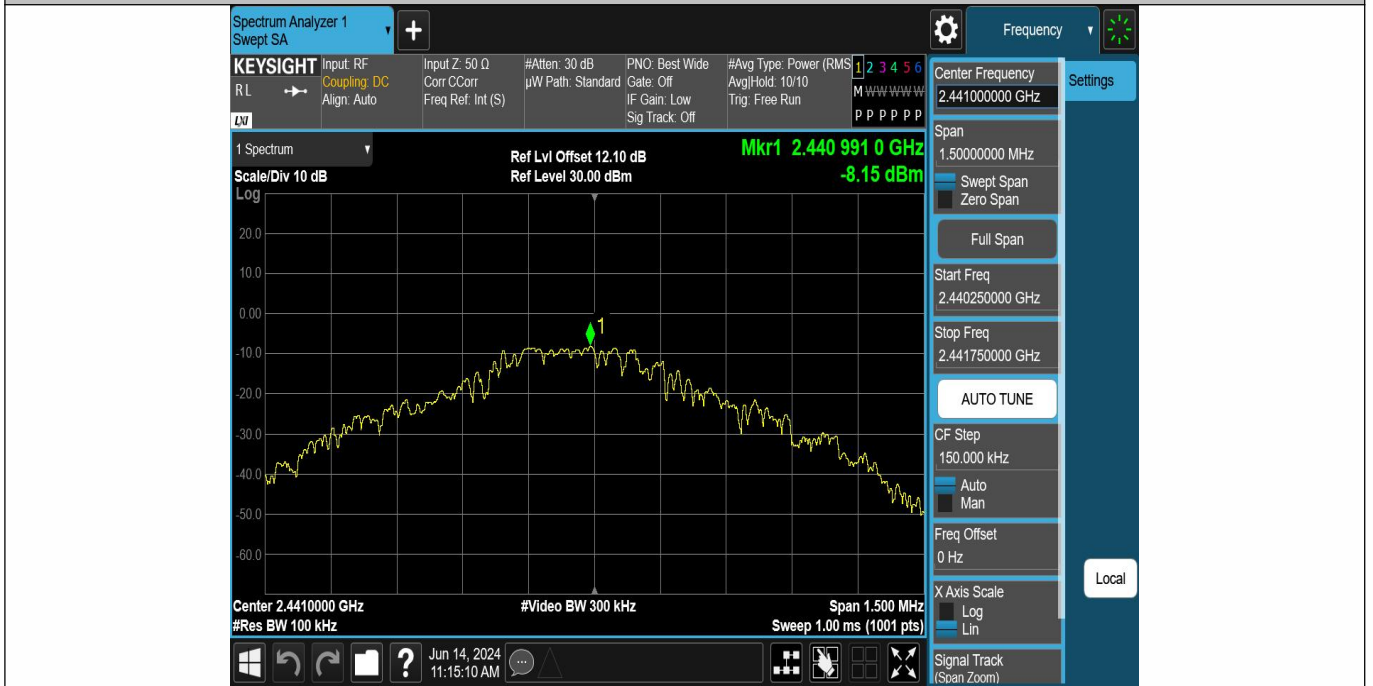 Spectrum Analyzer 1
Swept SA
+
Frequency
KEYSIGHT
RL
LXI
Input: RF
Coupling: DC
Align: Auto
Input Z: 50 Ω
Corr CCorr
Freq Ref: Int (S)
#Atten: 30 dB
µW Path: Standard
PNO: Best Wide
Gate: Off
IF Gain: Low
Sig Track: Off
#Avg Type: Power (RMS
Avg|Hold: 10/10
Trig: Free Run
1 2 3 4 5 6
M W W W W W
P P P P P P
1 Spectrum
Scale/Div 10 dB
Log
Ref Lvl Offset 12.10 dB
Ref Level 30.00 dBm
Mkr1 2.440 991 0 GHz
-8.15 dBm
20.0
10.0
0.00
-10.0
-20.0
-30.0
-40.0
-50.0
-60.0
1
Center 2.4410000 GHz
#Res BW 100 kHz
#Video BW 300 kHz
Span 1.500 MHz
Sweep 1.00 ms (1001 pts)
Center Frequency
2.441000000 GHz
Settings
Span
1.50000000 MHz
Swept Span
Zero Span
Full Span
Start Freq
2.440250000 GHz
Stop Freq
2.441750000 GHz
AUTO TUNE
CF Step
150.000 kHz
Auto
Man
Freq Offset
0 Hz
Local
X Axis Scale
Log
Lin
Signal Track
(Span Zoom)
?
Jun 14, 2024
11:15:10 AM